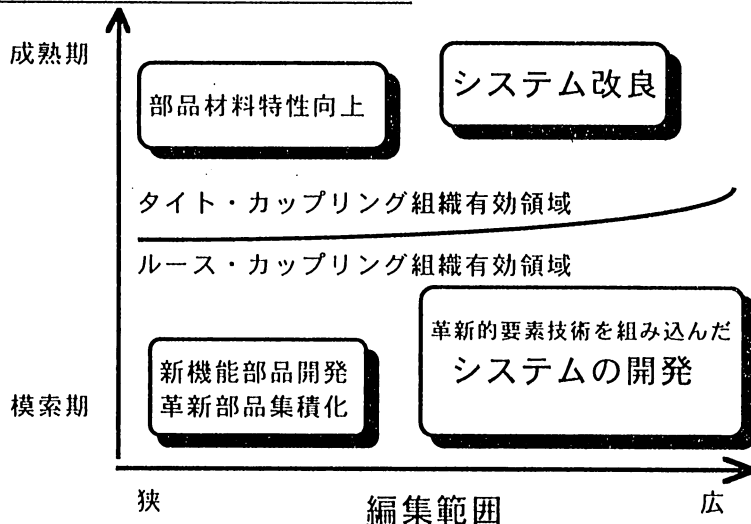 成熟期
部品材料特性向上
システム改良
タイト・カップリング組織有効領域
ルース・カップリング組織有効領域
革新的要素技術を組み込んだ
システムの開発
新機能部品開発
革新部品集積化
模索期
狭
編集範囲
広